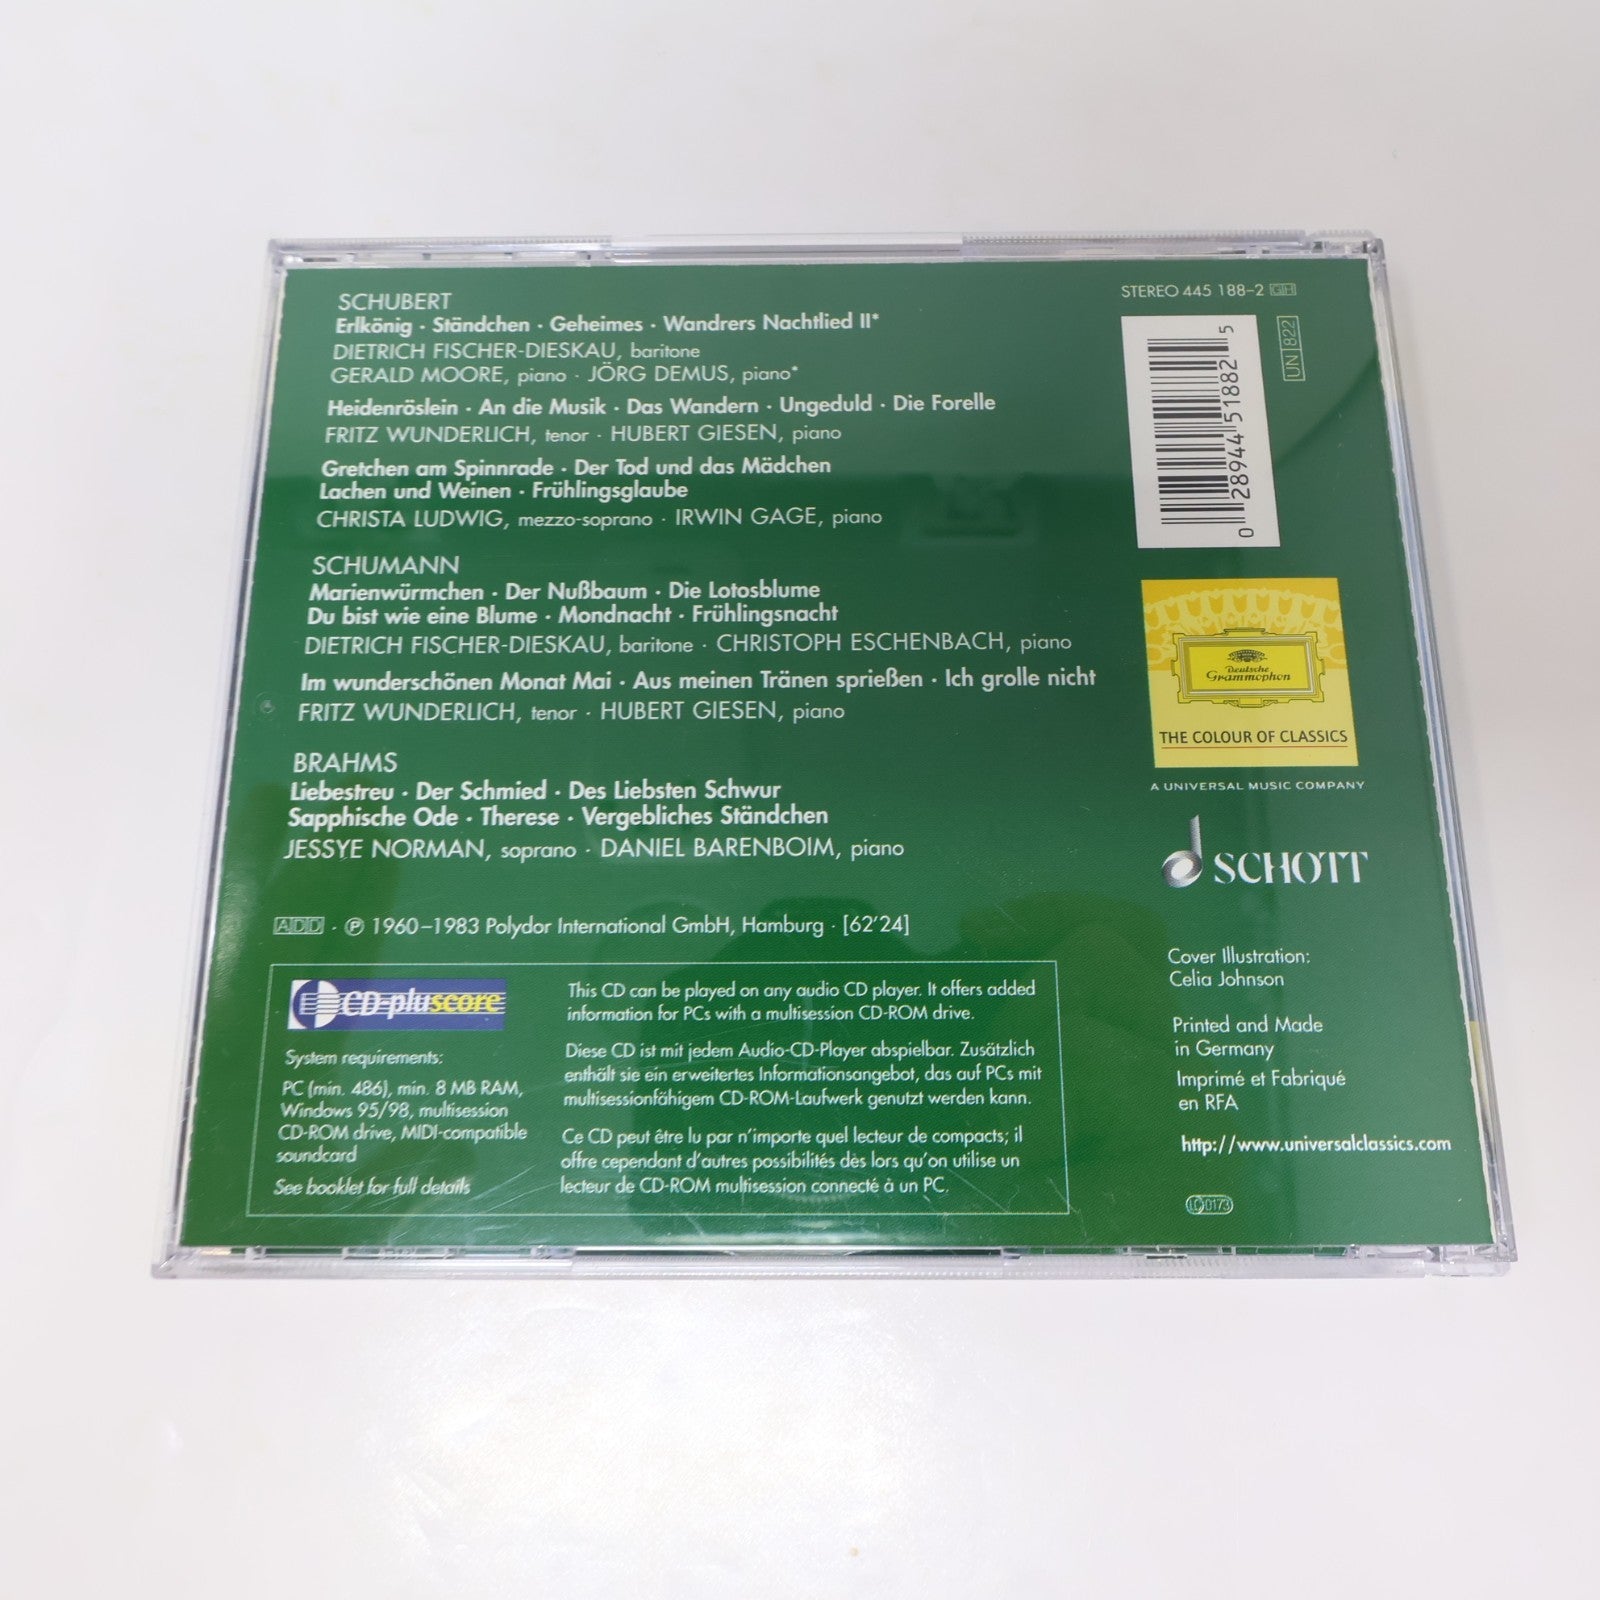 SCHUBERT
Erlkönig · Ständchen · Geheimes · Wandrers Nachtlied II*
DIETRICH FISCHER-DIESKAU, baritone
GERALD MOORE, piano · JÖRG DEMUS, piano*
Heidenröslein · An die Musik · Das Wandern · Ungeduld · Die Forelle
FRITZ WUNDERLICH, tenor · HUBERT GIESEN, piano
Gretchen am Spinnrade · Der Tod und das Mädchen
Lachen und Weinen · Frühlingsglaube
CHRISTA LUDWIG, mezzo-soprano · IRWIN GAGE, piano
SCHUMANN
Marienwürmchen · Der Nußbaum · Die Lotosblume
Du bist wie eine Blume · Mondnacht · Frühlingsnacht
DIETRICH FISCHER-DIESKAU, baritone · CHRISTOPH ESCHENBACH, piano
Im wunderschönen Monat Mai · Aus meinen Tränen sprießen · Ich grolle nicht
FRITZ WUNDERLICH, tenor · HUBERT GIESEN, piano
BRAHMS
Liebestreu · Der Schmied · Des Liebsten Schwur
Sapphische Ode · Therese · Vergebliches Ständchen
JESSYE NORMAN, soprano · DANIEL BARENBOIM, piano
ADD · ℗ 1960–1983 Polydor International GmbH, Hamburg · [62'24]
CD-pluscore
System requirements:
PC (min. 486), min. 8 MB RAM,
Windows 95/98, multisession
CD-ROM drive, MIDI-compatible
soundcard
See booklet for full details
This CD can be played on any audio CD player. It offers added
information for PCs with a multisession CD-ROM drive.
Diese CD ist mit jedem Audio-CD-Player abspielbar. Zusätzlich
enthält sie ein erweitertes Informationsangebot, das auf PCs mit
multisessionfähigem CD-ROM-Laufwerk genutzt werden kann.
Ce CD peut être lu par n'importe quel lecteur de compacts; il
offre cependant d'autres possibilités dès lors qu'on utilise un
lecteur de CD-ROM multisession connecté à un PC.
STEREO 445 188-2 GH
UN 822
0 28944 51882 5
Deutsche
Grammophon
THE COLOUR OF CLASSICS
A UNIVERSAL MUSIC COMPANY
SCHOTT
Cover Illustration:
Celia Johnson
Printed and Made
in Germany
Imprimé et Fabriqué
en RFA
http://www.universalclassics.com
LC 0173